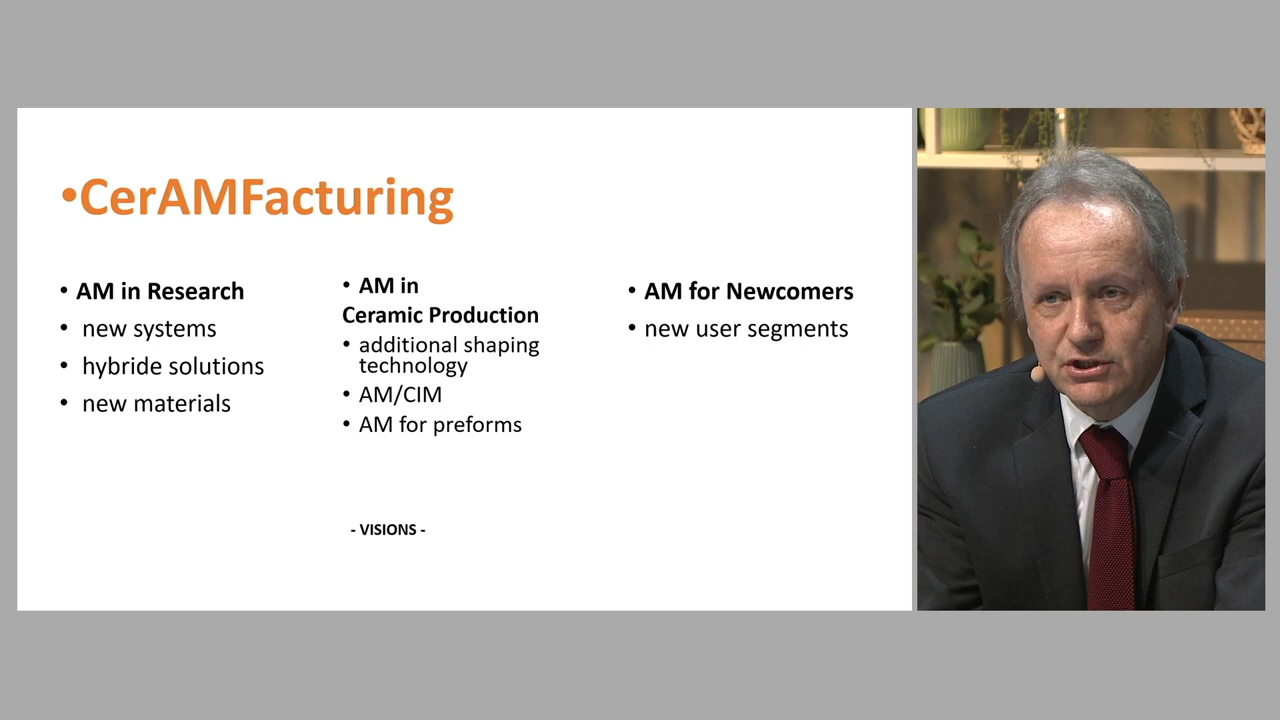 •CerAMFacturing
• AM in Research
• new systems
• hybride solutions
• new materials
• AM in
Ceramic Production
• additional shaping
technology
• AM/CIM
• AM for preforms
• AM for Newcomers
• new user segments
- VISIONS -